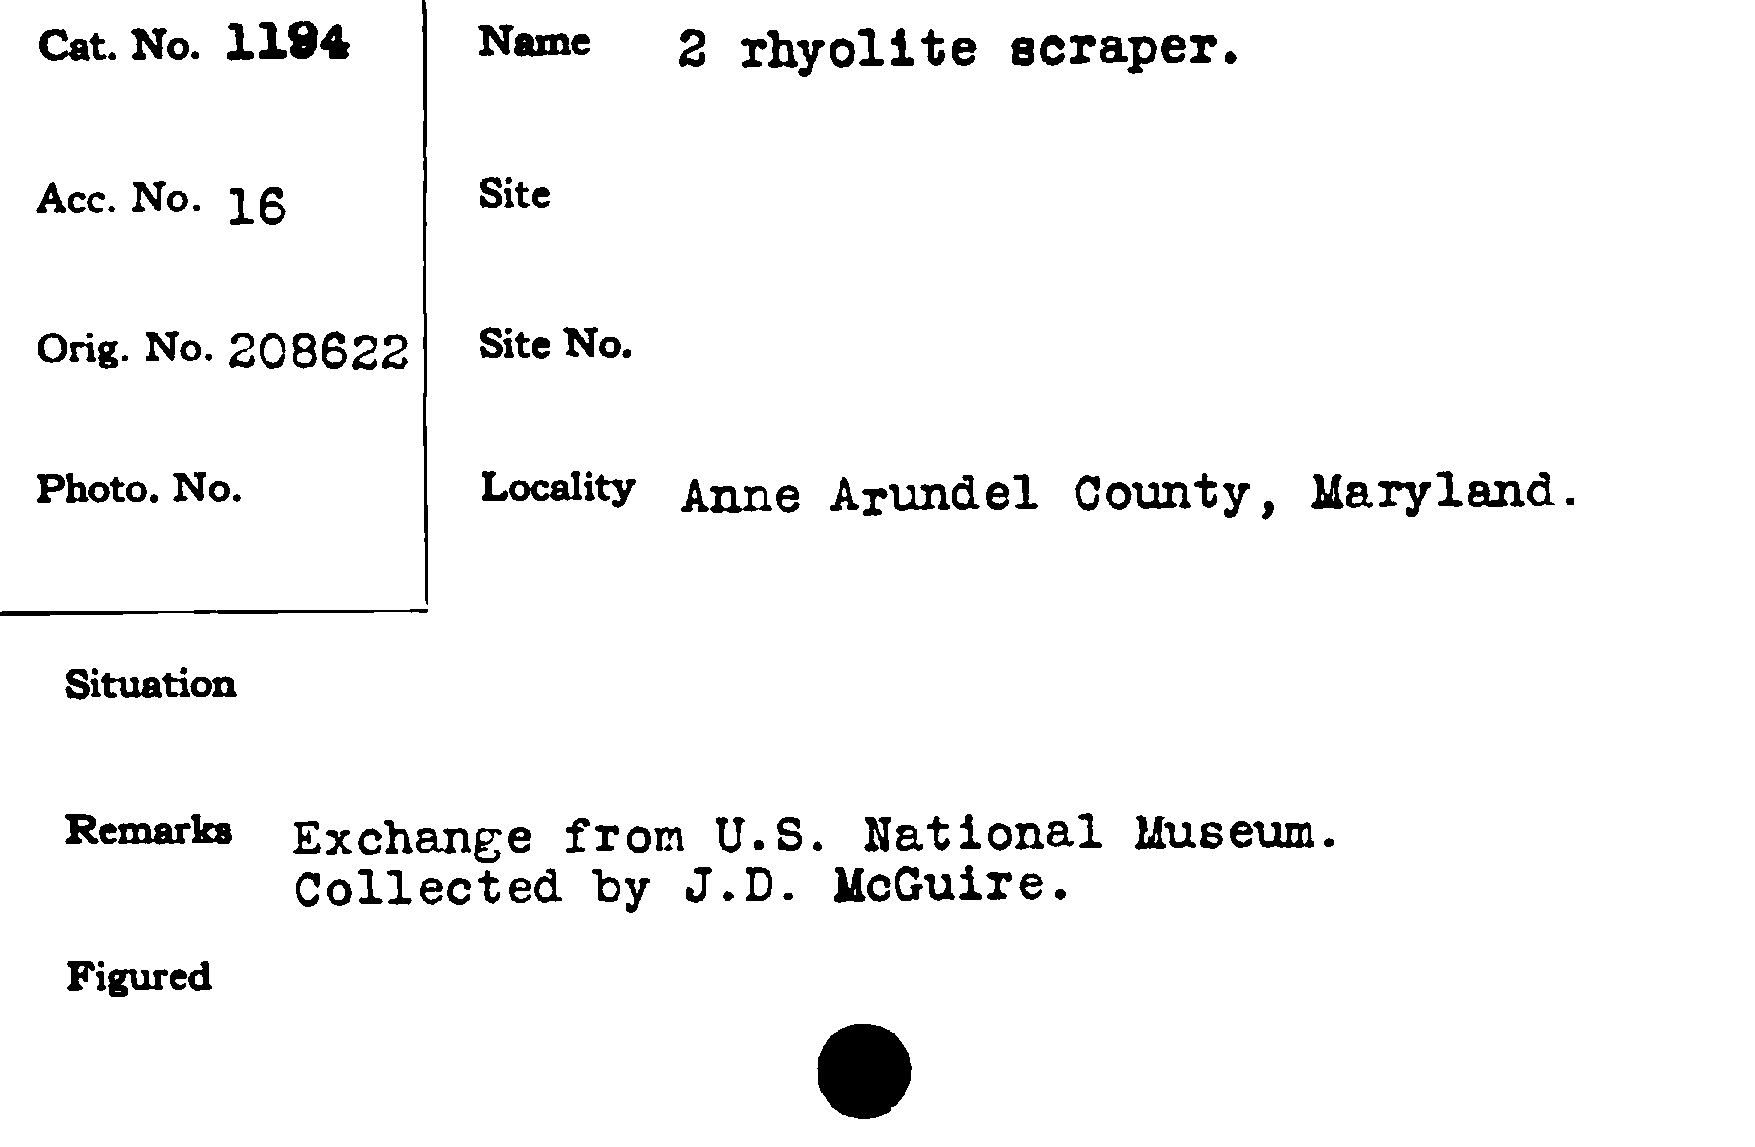 Cat. No. 1194
Name 2 rhyolite scraper.
Acc. No. 16
Site
Orig. No. 208622
Site No.
Photo. No.
Locality Anne Arundel County, Maryland.
Situation
Remarks Exchange from U.S. National Museum.
Collected by J.D. McGuire.
Figured